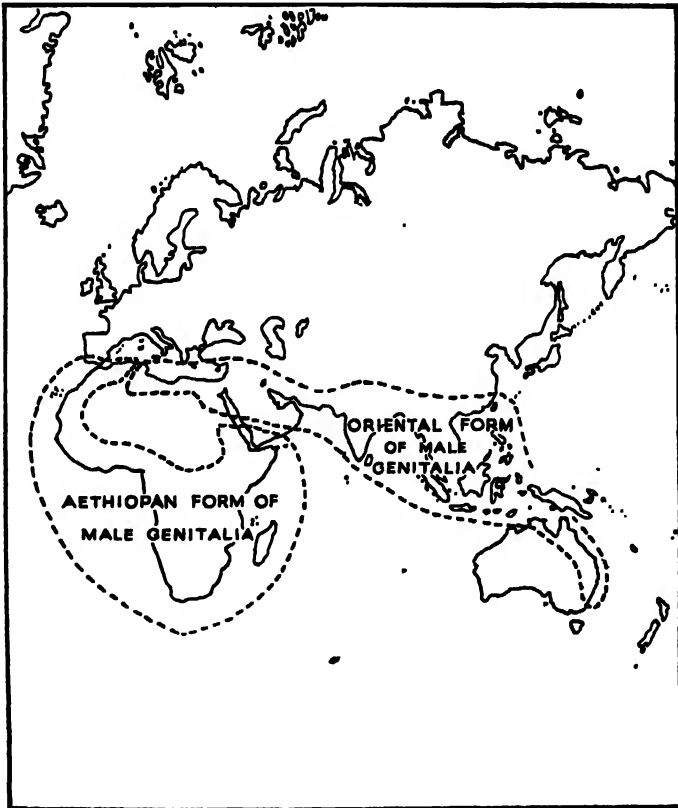 ORIENTAL FORM
OF MALE
GENITALIA
AETHIOPAN FORM OF
MALE GENITALIA